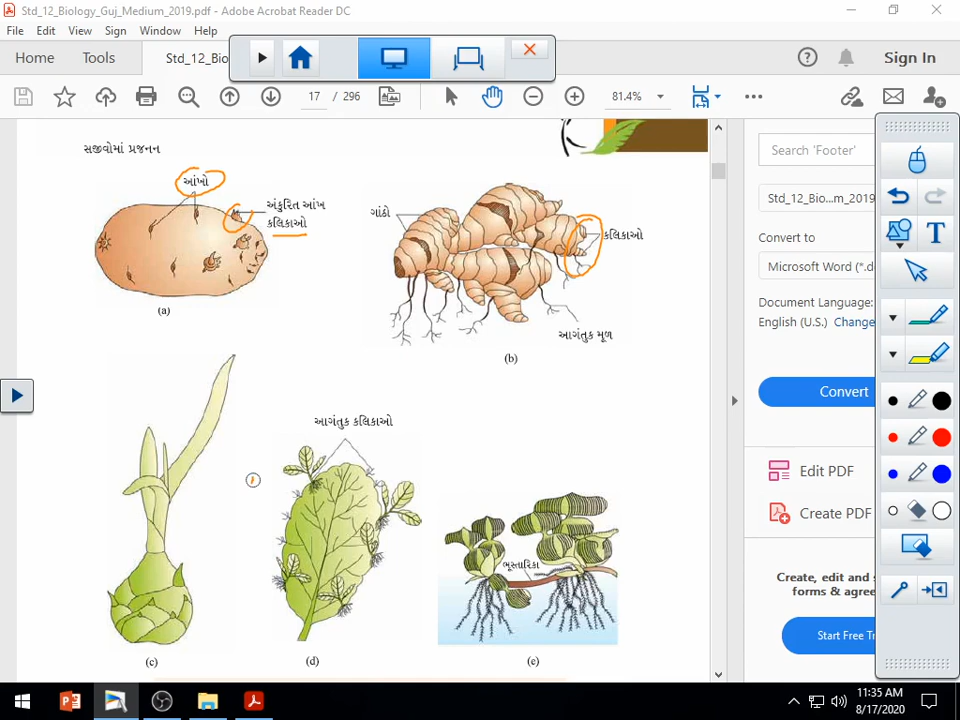 Std_12_Biology_Guj_Medium_2019.pdf - Adobe Acrobat Reader DC
File Edit View Sign Window Help
Home Tools Std_12_Bio Sign In
17 / 296 81.4%
સજીવોમાં પ્રજનન
આંખો
અંકુરિત આંખ
કલિકાઓ
(a)
ગાંઠો
કલિકાઓ
આગંતુક મૂળ
(b)
આગંતુક કલિકાઓ
ભૂસ્તારિકા
(c)
(d)
(e)
Search 'Footer'
Std_12_Bio...m_2019.pdf
Convert to
Microsoft Word (*.d
Document Language:
English (U.S.) Change
Convert
Edit PDF
Create PDF
Create, edit and s
forms & agree
Start Free Tr
T
11:35 AM
8/17/2020